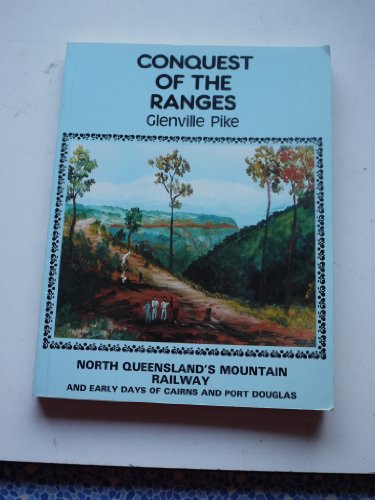 CONQUEST
OF THE
RANGES
Glenville Pike
NORTH QUEENSLAND'S MOUNTAIN
RAILWAY
AND EARLY DAYS OF CAIRNS AND PORT DOUGLAS